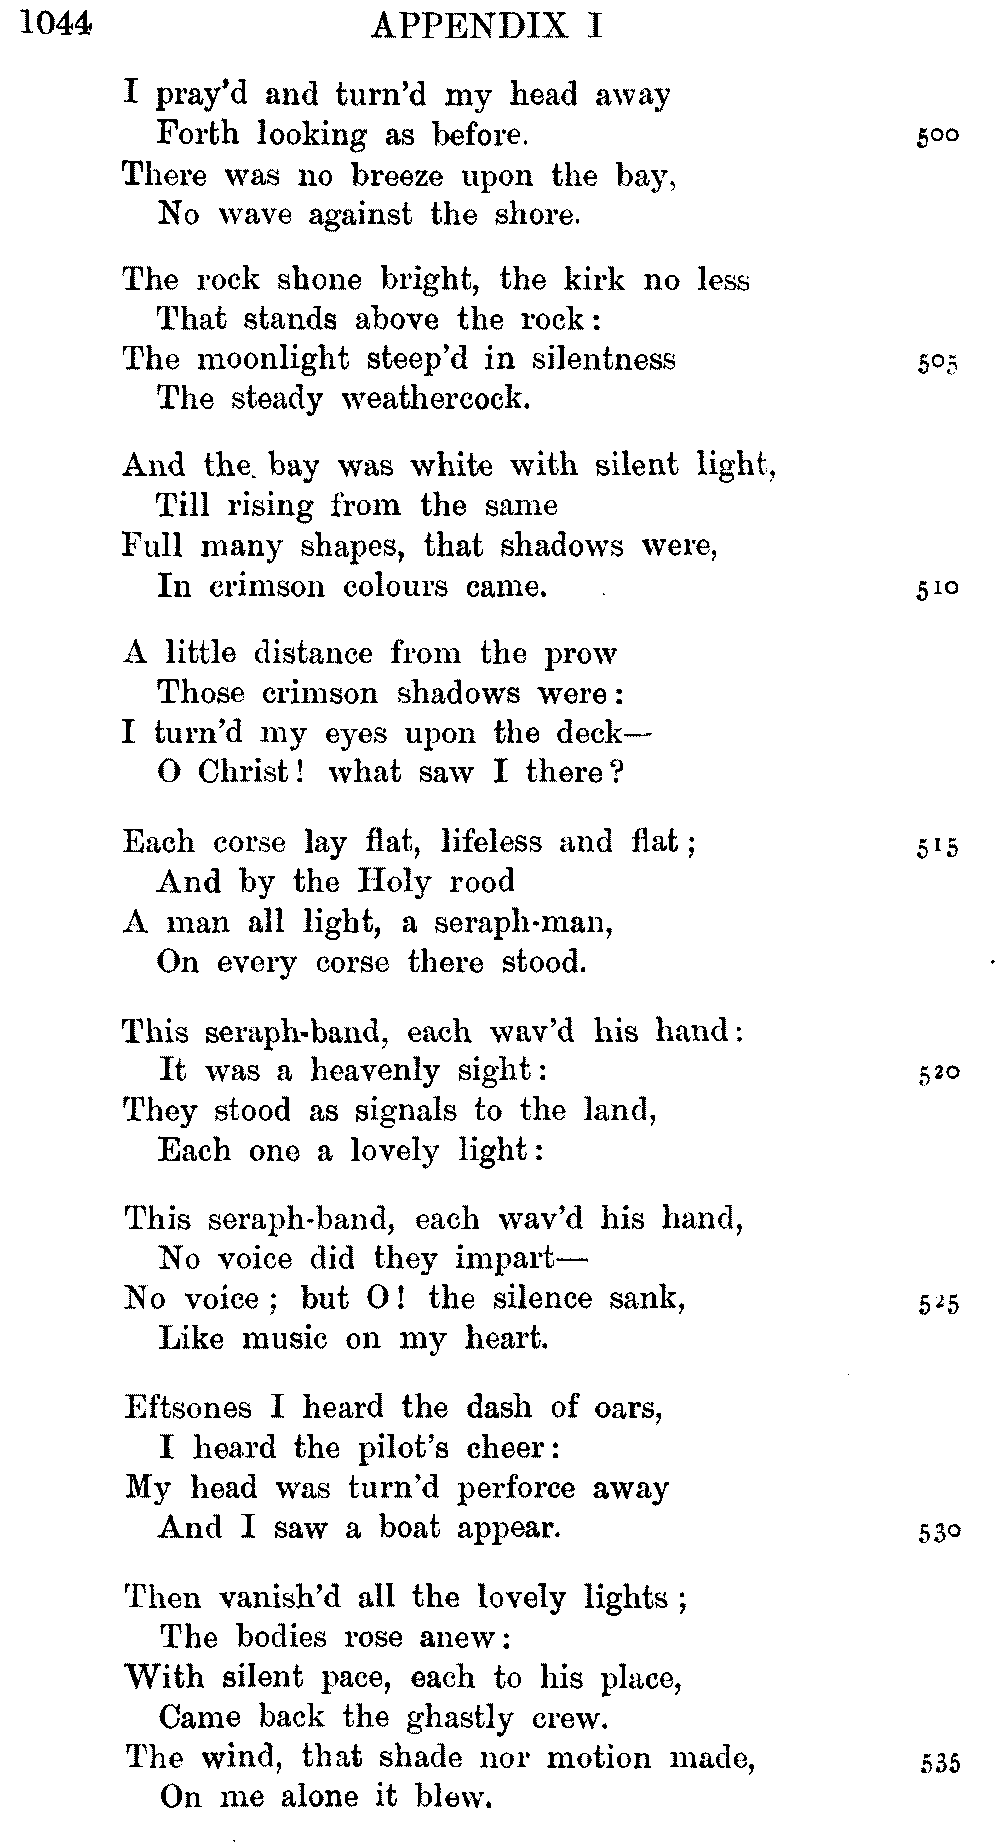 1044 APPENDIX I
I pray'd and turn'd my head away
Forth looking as before. 500
There was no breeze upon the bay,
No wave against the shore.
The rock shone bright, the kirk no less
That stands above the rock:
The moonlight steep'd in silentness 505
The steady weathercock.
And the bay was white with silent light,
Till rising from the same
Full many shapes, that shadows were,
In crimson colours came. 510
A little distance from the prow
Those crimson shadows were:
I turn'd my eyes upon the deck—
O Christ! what saw I there?
Each corse lay flat, lifeless and flat; 515
And by the Holy rood
A man all light, a seraph-man,
On every corse there stood.
This seraph-band, each wav'd his hand:
It was a heavenly sight: 520
They stood as signals to the land,
Each one a lovely light:
This seraph-band, each wav'd his hand,
No voice did they impart—
No voice; but O! the silence sank, 525
Like music on my heart.
Eftsones I heard the dash of oars,
I heard the pilot's cheer:
My head was turn'd perforce away
And I saw a boat appear. 530
Then vanish'd all the lovely lights;
The bodies rose anew:
With silent pace, each to his place,
Came back the ghastly crew.
The wind, that shade nor motion made, 535
On me alone it blew.